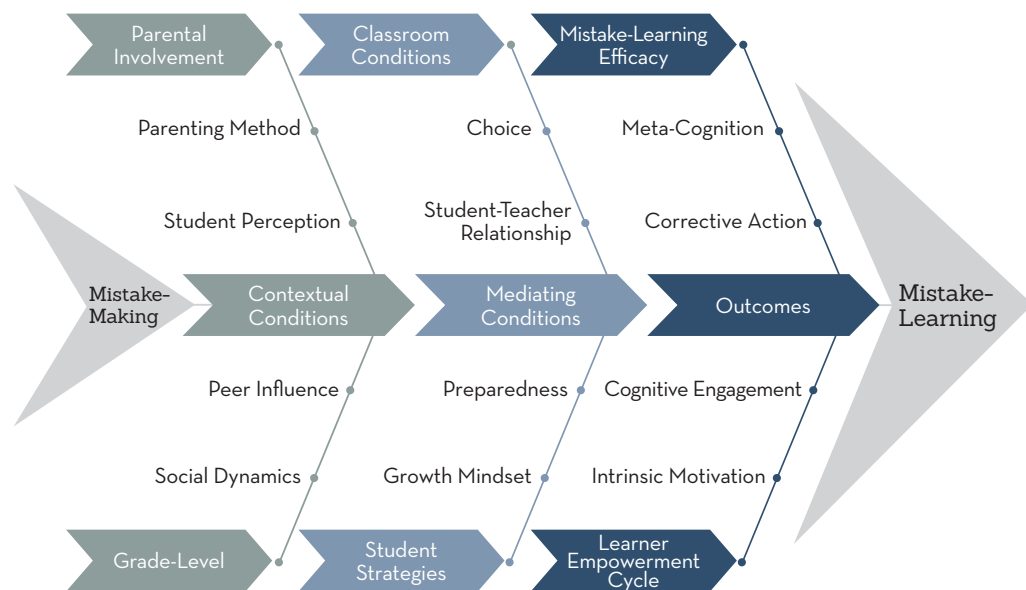 Parental
Involvement
Classroom
Conditions
Mistake-Learning
Efficacy
Parenting Method
Choice
Meta-Cognition
Student Perception
Student-Teacher
Relationship
Corrective Action
Mistake-
Making
Contextual
Conditions
Mediating
Conditions
Outcomes
Mistake-
Learning
Peer Influence
Preparedness
Cognitive Engagement
Social Dynamics
Growth Mindset
Intrinsic Motivation
Grade-Level
Student
Strategies
Learner
Empowerment
Cycle